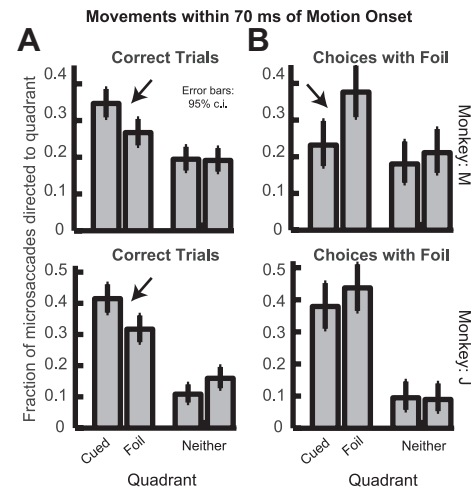 Movements within 70 ms of Motion Onset
A
B
Fraction of microsaccades directed to quadrant
Correct Trials
0.4
0.3
0.2
0.1
0
Error bars:
95% c.i.
Choices with Foil
0.4
0.3
0.2
0.1
0
Monkey: M
Correct Trials
0.5
0.4
0.3
0.2
0.1
0
Cued
Foil
Neither
Quadrant
Choices with Foil
0.5
0.4
0.3
0.2
0.1
0
Cued
Foil
Neither
Quadrant
Monkey: J